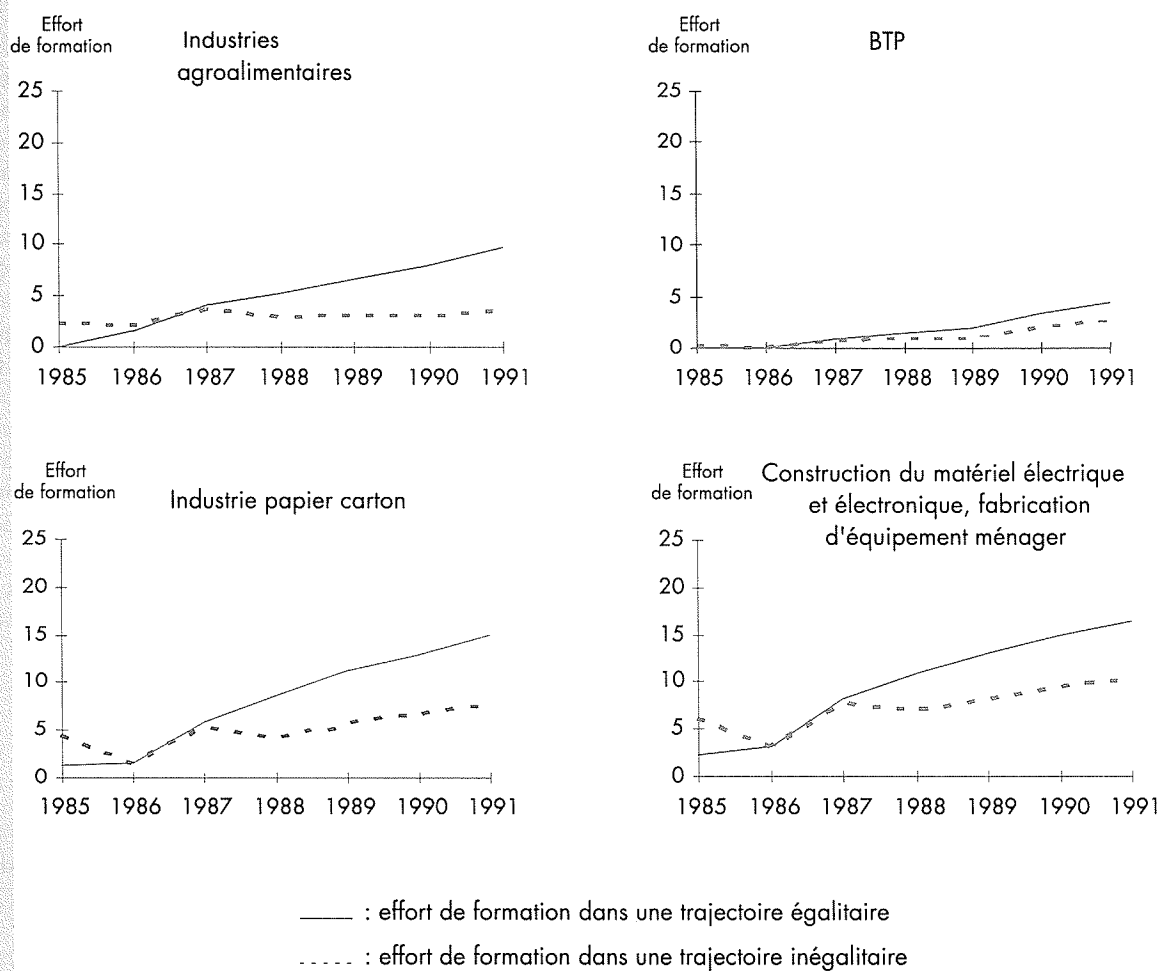 Effort
de formation
Industries
agroalimentaires
25
20
15
10
5
0
1985 1986 1987 1988 1989 1990 1991
Effort
de formation
BTP
25
20
15
10
5
0
1985 1986 1987 1988 1989 1990 1991
Effort
de formation
Industrie papier carton
25
20
15
10
5
0
1985 1986 1987 1988 1989 1990 1991
Effort
de formation
Construction du matériel électrique
et électronique, fabrication
d'équipement ménager
25
20
15
10
5
0
1985 1986 1987 1988 1989 1990 1991
: effort de formation dans une trajectoire égalitaire
: effort de formation dans une trajectoire inégalitaire